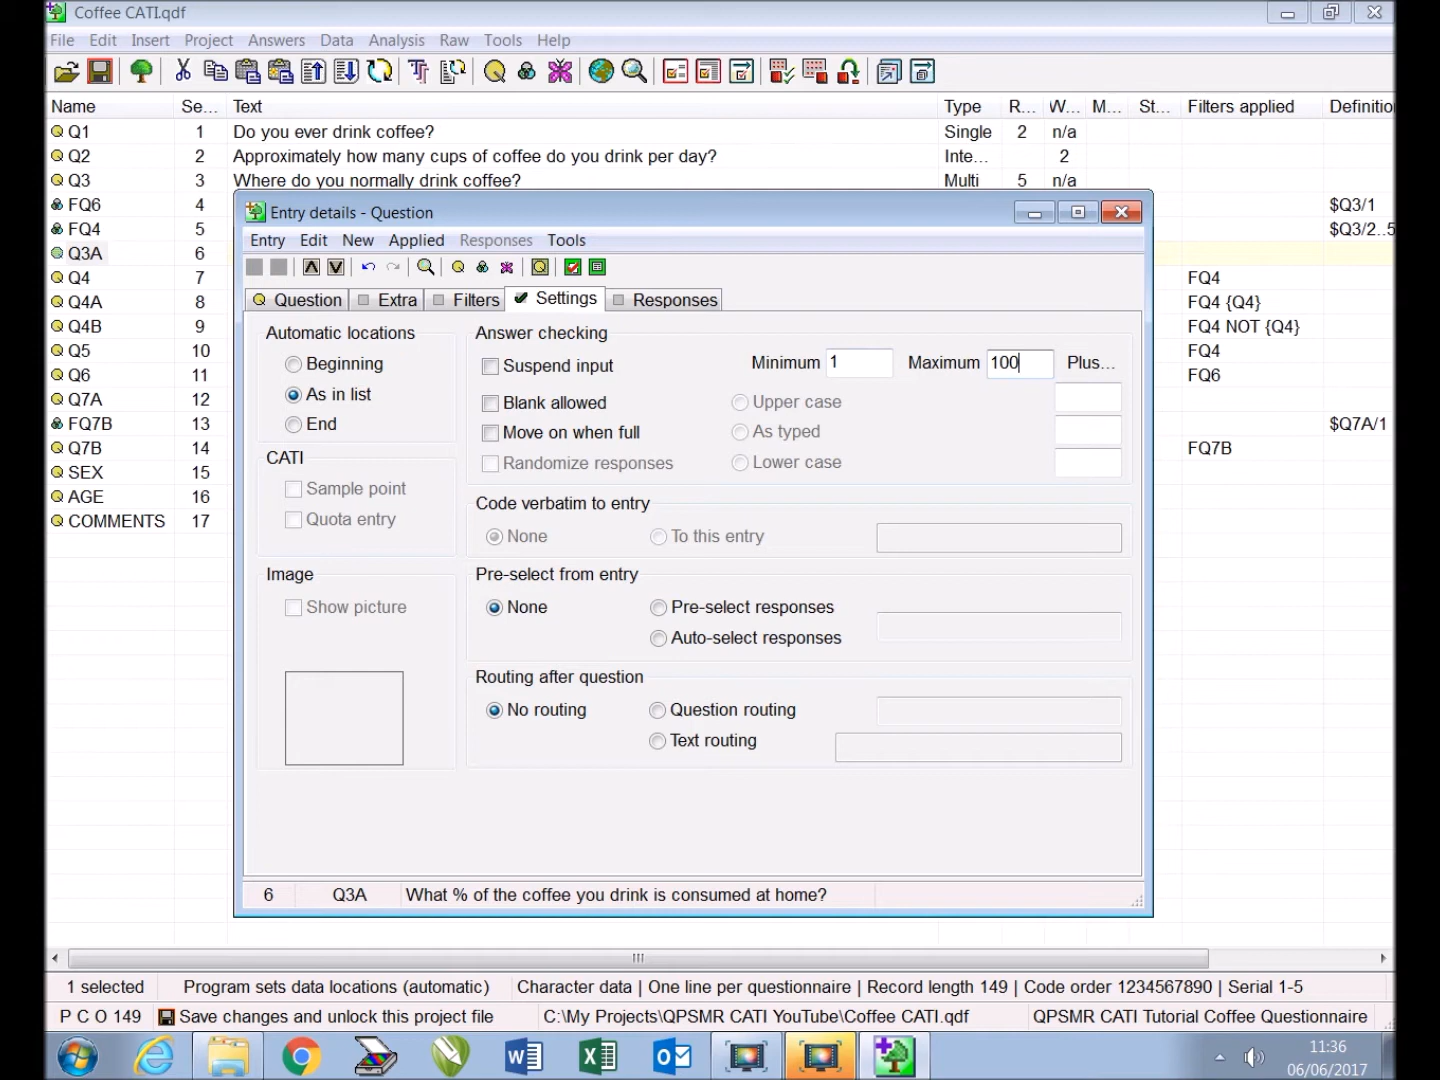 Coffee CATI.qdf
File Edit Insert Project Answers Data Analysis Raw Tools Help
Name Se... Text Type R... W... M... St... Filters applied Definitio
Q1 1 Do you ever drink coffee? Single 2 n/a
Q2 2 Approximately how many cups of coffee do you drink per day? Inte... 2
Q3 3 Where do you normally drink coffee? Multi 5 n/a
FQ6 4 $Q3/1
FQ4 5 $Q3/2..5
Q3A 6
Q4 7 FQ4
Q4A 8 FQ4 {Q4}
Q4B 9 FQ4 NOT {Q4}
Q5 10 FQ4
Q6 11 FQ6
Q7A 12
FQ7B 13 $Q7A/1
Q7B 14 FQ7B
SEX 15
AGE 16
COMMENTS 17
Entry details - Question
Entry Edit New Applied Responses Tools
Question Extra Filters Settings Responses
Automatic locations
Beginning
As in list
End
CATI
Sample point
Quota entry
Image
Show picture
Answer checking
Suspend input Minimum 1 Maximum 100 Plus...
Blank allowed Upper case
Move on when full As typed
Randomize responses Lower case
Code verbatim to entry
None To this entry
Pre-select from entry
None Pre-select responses
Auto-select responses
Routing after question
No routing Question routing
Text routing
6 Q3A What % of the coffee you drink is consumed at home?
1 selected Program sets data locations (automatic) Character data | One line per questionnaire | Record length 149 | Code order 1234567890 | Serial 1-5
P C O 149 Save changes and unlock this project file C:\My Projects\QPSMR CATI YouTube\Coffee CATI.qdf QPSMR CATI Tutorial Coffee Questionnaire
11:36
06/06/2017